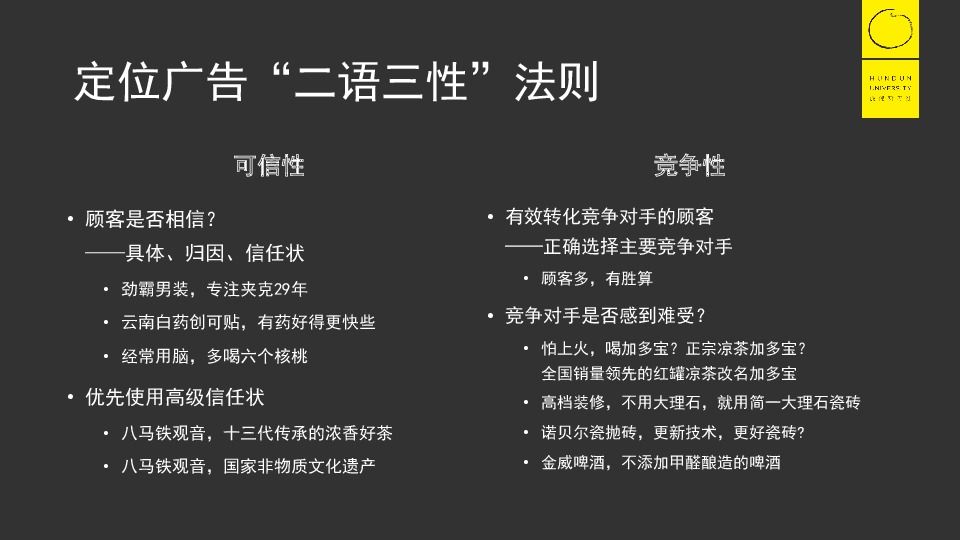 定位广告“二语三性”法则
HUNDUN
UNIVERSITY
可信性
• 顾客是否相信？
——具体、归因、信任状
• 劲霸男装，专注夹克29年
• 云南白药创可贴，有药好得更快些
• 经常用脑，多喝六个核桃
• 优先使用高级信任状
• 八马铁观音，十三代传承的浓香好茶
• 八马铁观音，国家非物质文化遗产
竞争性
• 有效转化竞争对手的顾客
——正确选择主要竞争对手
• 顾客多，有胜算
• 竞争对手是否感到难受？
• 怕上火，喝加多宝？正宗凉茶加多宝？
全国销量领先的红罐凉茶改名加多宝
• 高档装修，不用大理石，就用简一大理石瓷砖
• 诺贝尔瓷抛砖，更新技术，更好瓷砖？
• 金威啤酒，不添加甲醛酿造的啤酒